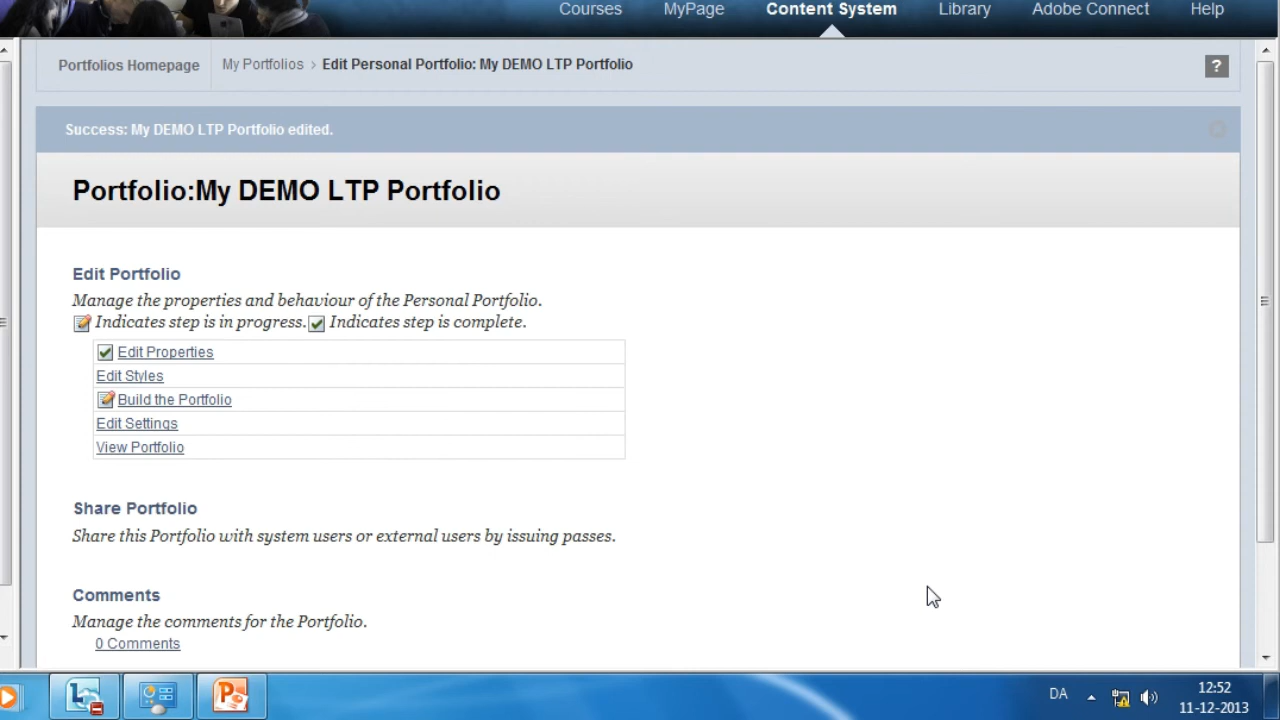 Courses MyPage Content System Library Adobe Connect Help
Portfolios Homepage My Portfolios > Edit Personal Portfolio: My DEMO LTP Portfolio ?
Success: My DEMO LTP Portfolio edited.
Portfolio:My DEMO LTP Portfolio
Edit Portfolio
Manage the properties and behaviour of the Personal Portfolio.
Indicates step is in progress. Indicates step is complete.
Edit Properties
Edit Styles
Build the Portfolio
Edit Settings
View Portfolio
Share Portfolio
Share this Portfolio with system users or external users by issuing passes.
Comments
Manage the comments for the Portfolio.
0 Comments
DA 12:52
11-12-2013